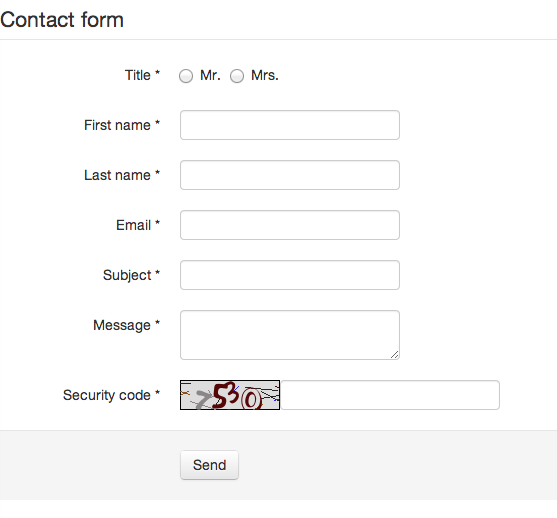 Contact form
Title * Mr. Mrs.
First name *
Last name *
Email *
Subject *
Message *
Security code * 7530
Send